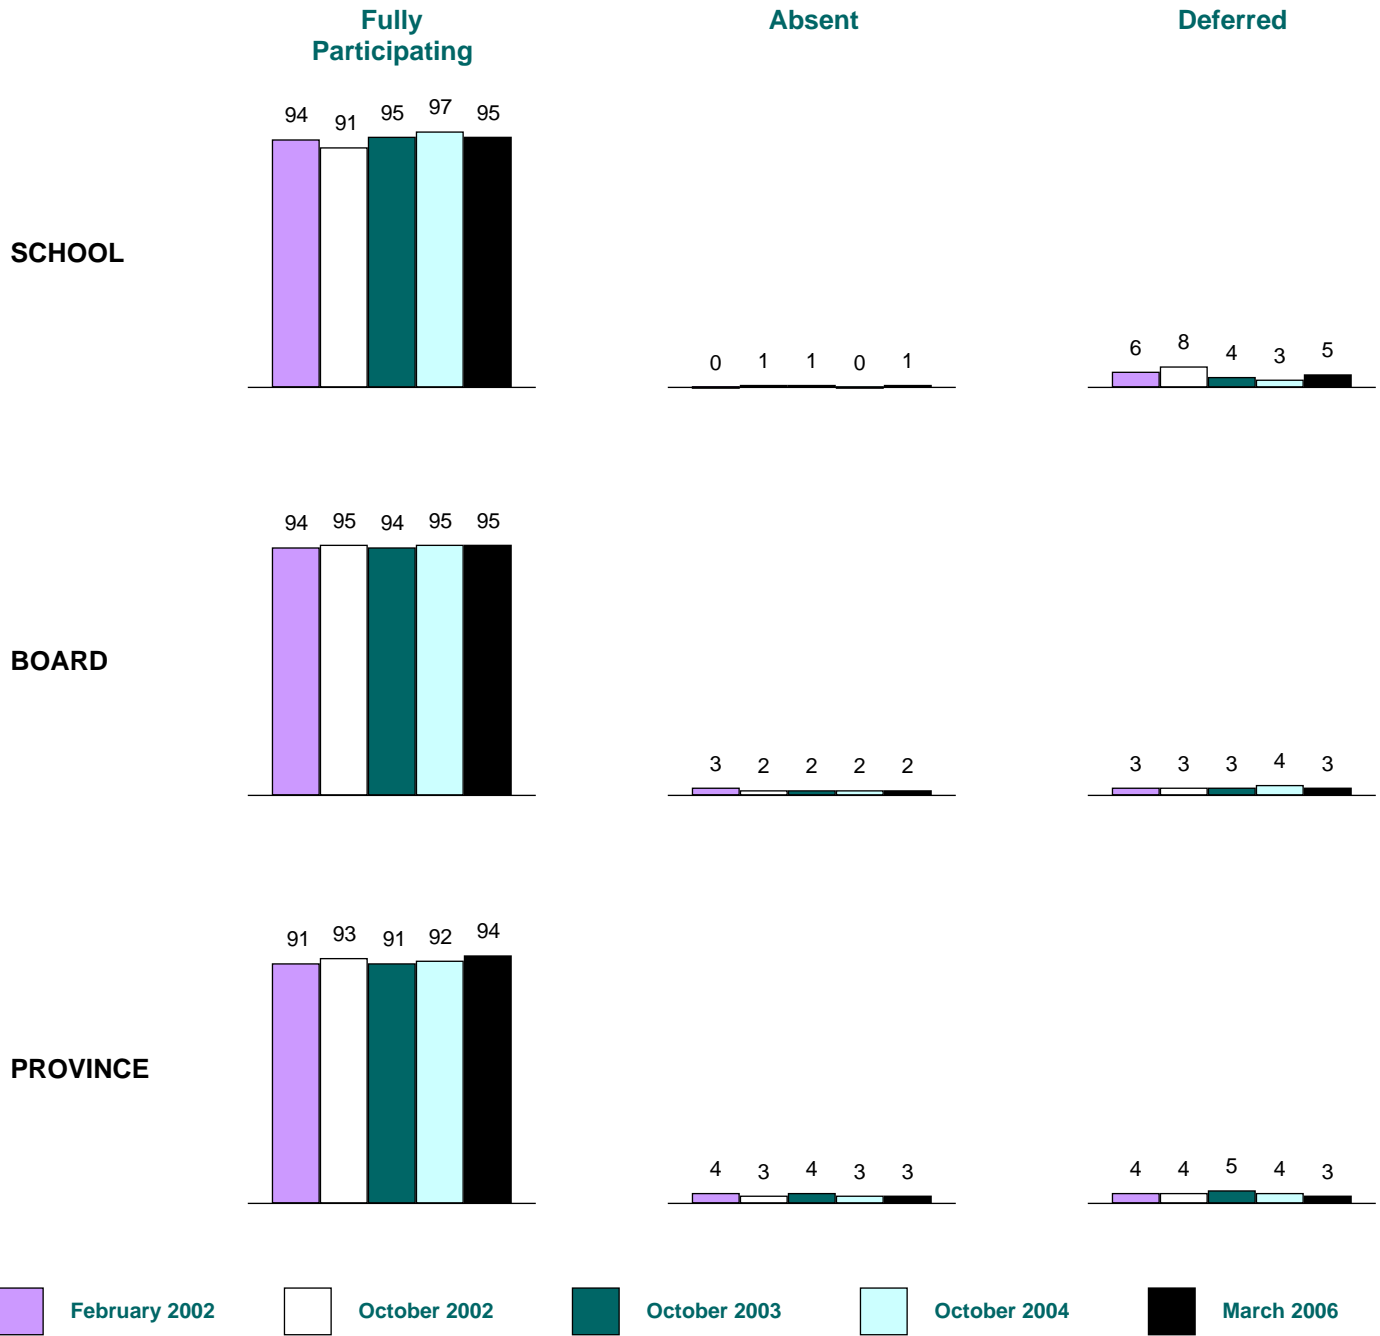 Fully
Participating
Absent
Deferred
94 91 95 97 95
SCHOOL
0 1 1 0 1
6 8 4 3 5
94 95 94 95 95
BOARD
3 2 2 2 2
3 3 3 4 3
91 93 91 92 94
PROVINCE
4 3 4 3 3
4 4 5 4 3
February 2002
October 2002
October 2003
October 2004
March 2006